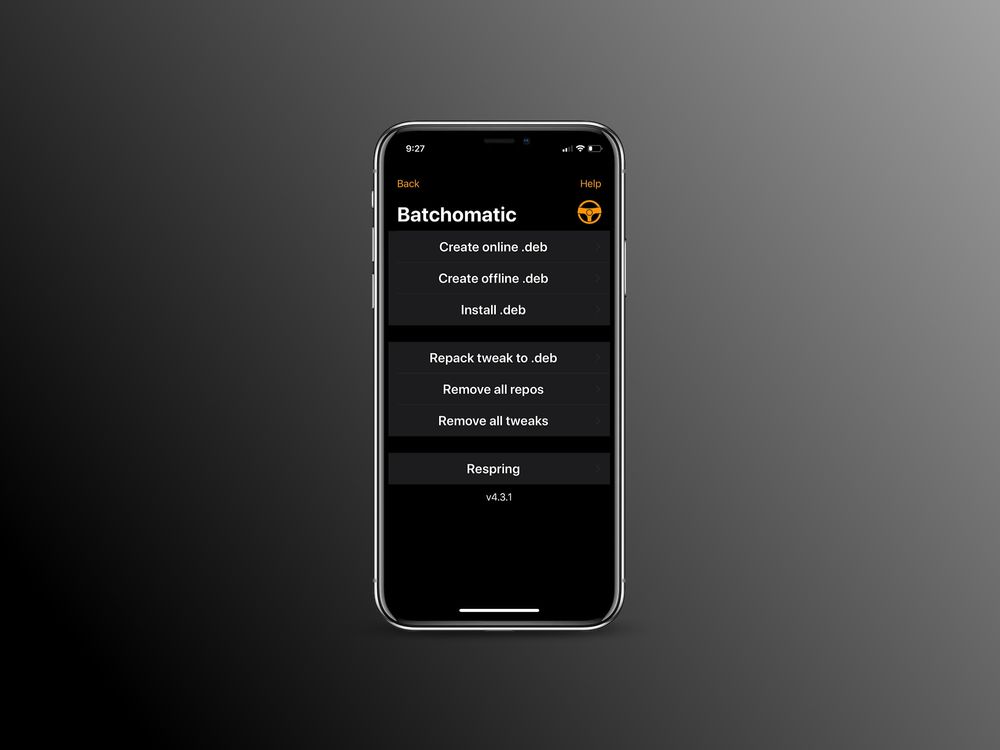 9:27
Back
Help
Batchomatic
Create online .deb
Create offline .deb
Install .deb
Repack tweak to .deb
Remove all repos
Remove all tweaks
Respring
v4.3.1